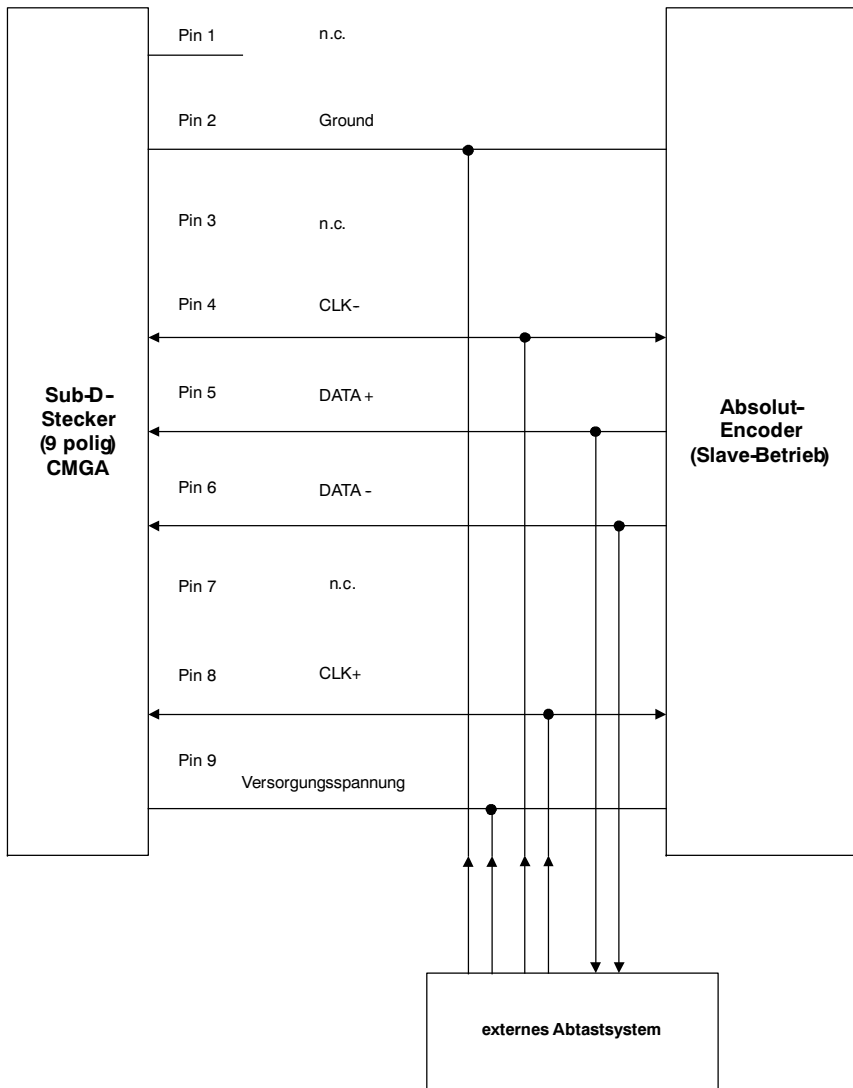 Pin 1 n.c.
Pin 2 Ground
Pin 3 n.c.
Pin 4 CLK-
Pin 5 DATA+
Pin 6 DATA-
Pin 7 n.c.
Pin 8 CLK+
Pin 9
Versorgungsspannung
Sub-D-
Stecker
(9 polig)
CMGA
Absolut-
Encoder
(Slave-Betrieb)
externes Abtastsystem